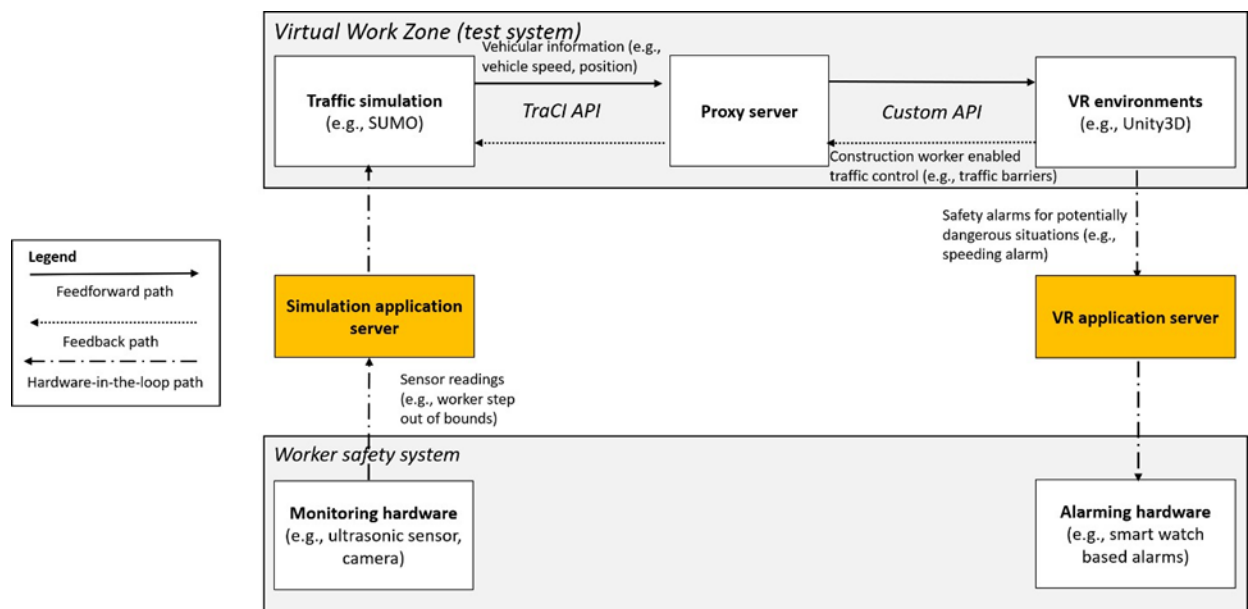 Virtual Work Zone (test system)
Vehicular information (e.g.,
vehicle speed, position)
Traffic simulation
(e.g., SUMO)
TraCI API
Proxy server
Custom API
VR environments
(e.g., Unity3D)
Construction worker enabled
traffic control (e.g., traffic barriers)
Safety alarms for potentially
dangerous situations (e.g.,
speeding alarm)
Legend
Feedforward path
Feedback path
Hardware-in-the-loop path
Simulation application
server
VR application server
Sensor readings
(e.g., worker step
out of bounds)
Worker safety system
Monitoring hardware
(e.g., ultrasonic sensor,
camera)
Alarming hardware
(e.g., smart watch
based alarms)